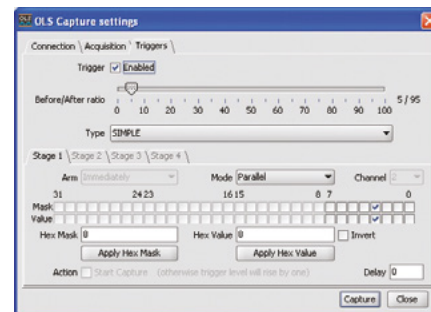 OLS Capture settings
Connection Acquisition Triggers
Trigger Enabled
Before/After ratio 5 / 95
0 10 20 30 40 50 60 70 80 90 100
Type SIMPLE
Stage 1 Stage 2 Stage 3 Stage 4
Arm Immediately Mode Parallel Channel 2
31 24 23 16 15 8 7 0
Mask
Value
Hex Mask 8 Hex Value 8 Invert
Apply Hex Mask Apply Hex Value
Action Start Capture (otherwise trigger level will rise by one) Delay 0
Capture Close